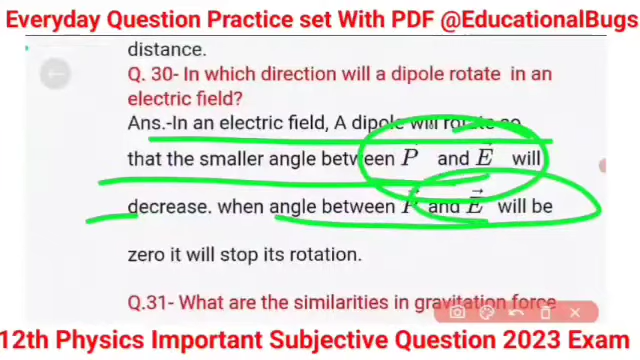 Everyday Question Practice set With PDF @EducationalBugs
distance.
Q. 30- In which direction will a dipole rotate in an
electric field?
Ans.-In an electric field, A dipole will rotate so
that the smaller angle between P⃗ and E⃗ will
decrease. when angle between P⃗ and E⃗ will be
zero it will stop its rotation.
Q.31- What are the similarities in gravitation force
12th Physics Important Subjective Question 2023 Exam